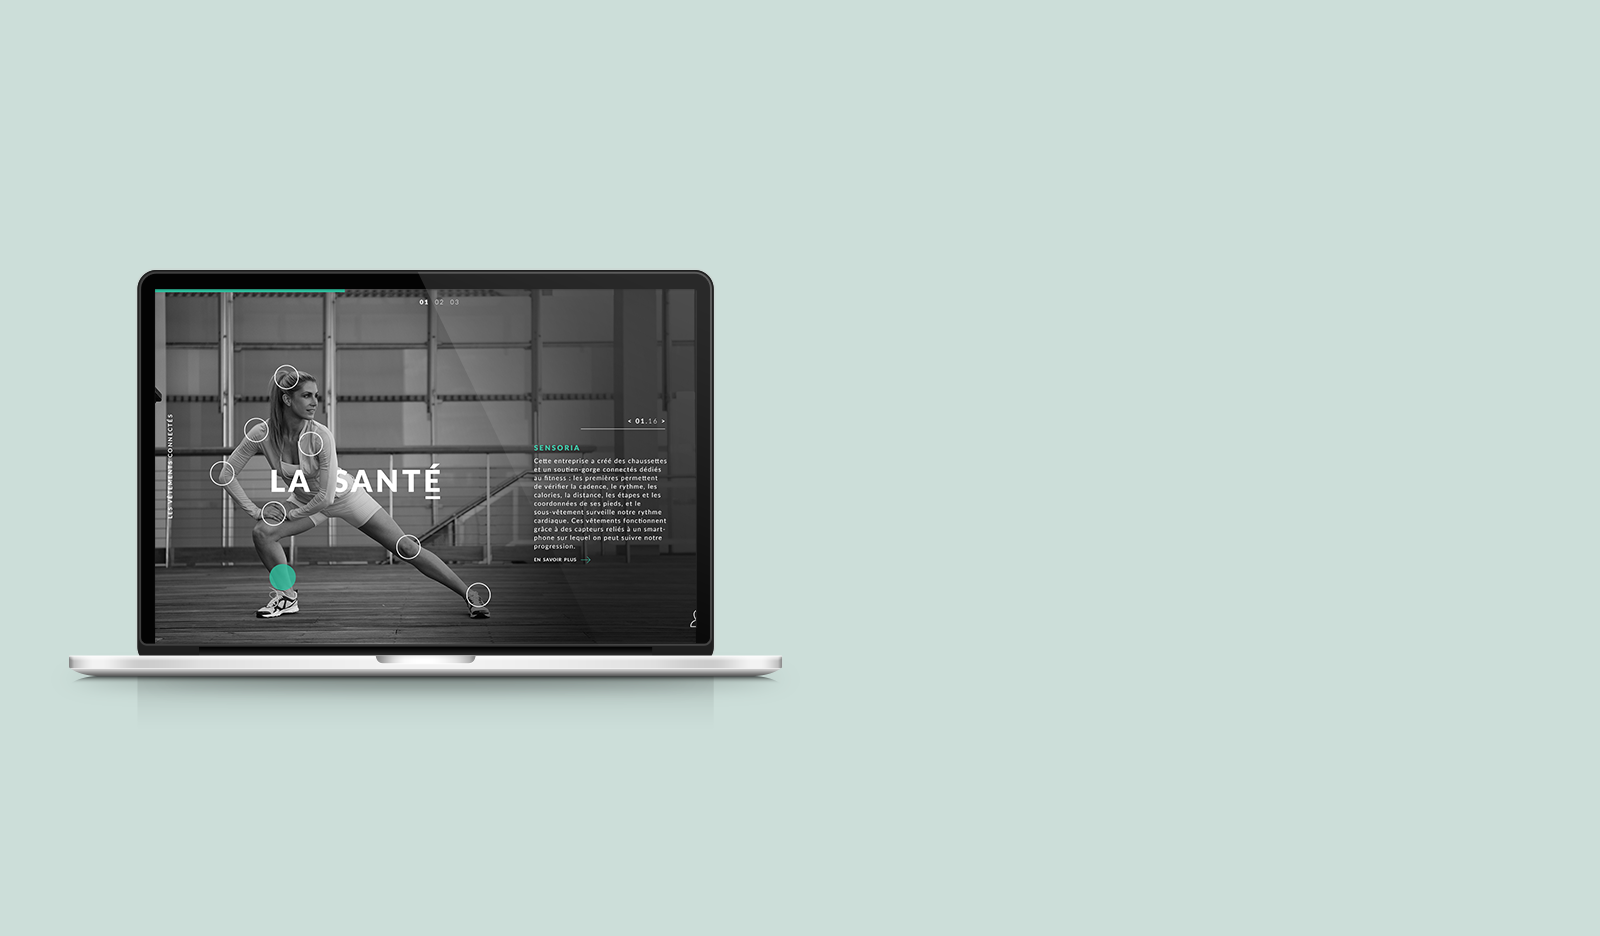 01 02 03
LES VÊTEMENTS CONNECTÉS
LA SANTÉ
< 01.16 >
SENSORIA
Cette entreprise a créé des chaussettes
et un soutien-gorge connectés dédiés
au fitness : les premières permettent
de vérifier la cadence, le rythme, les
calories, la distance, les étapes et les
coordonnées de ses pieds, et le
sous-vêtement surveille notre rythme
cardiaque. Ces vêtements fonctionnent
grâce à des capteurs reliés à un smart-
phone sur lequel on peut suivre notre
progression.
EN SAVOIR PLUS